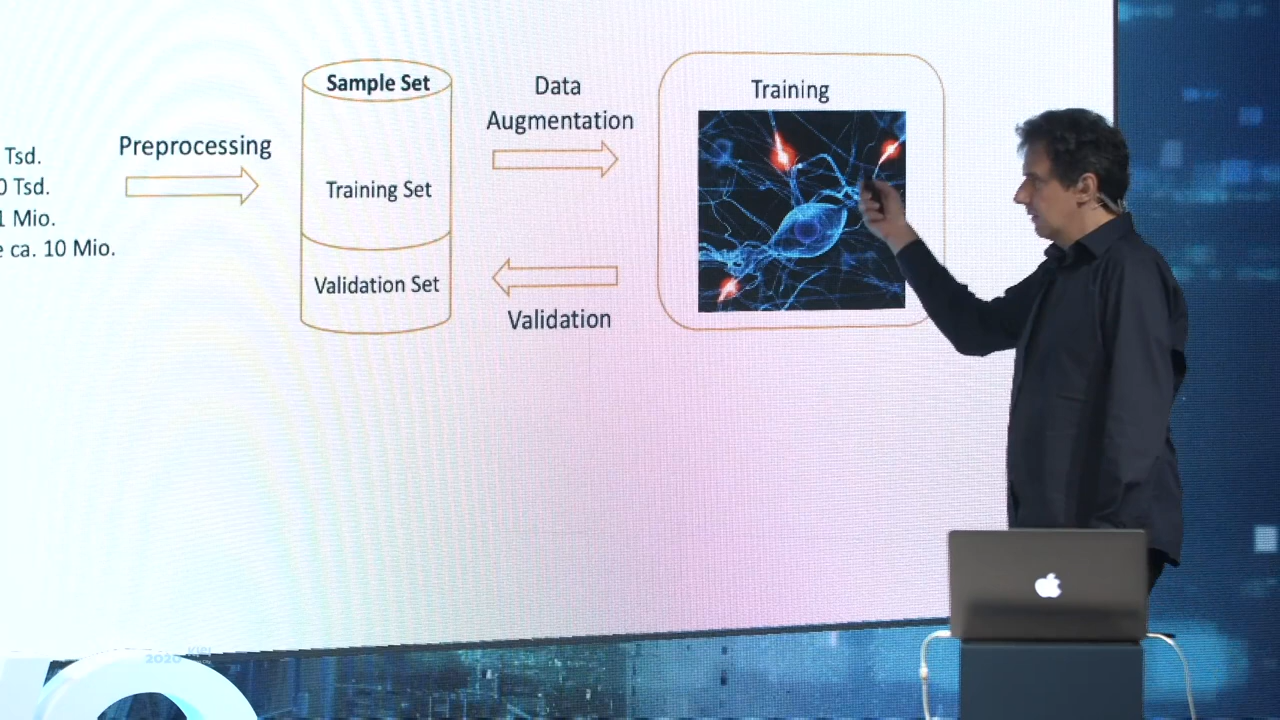 Tsd.
0 Tsd.
1 Mio.
e ca. 10 Mio.
Preprocessing
Sample Set
Training Set
Validation Set
Data
Augmentation
Validation
Training
2020